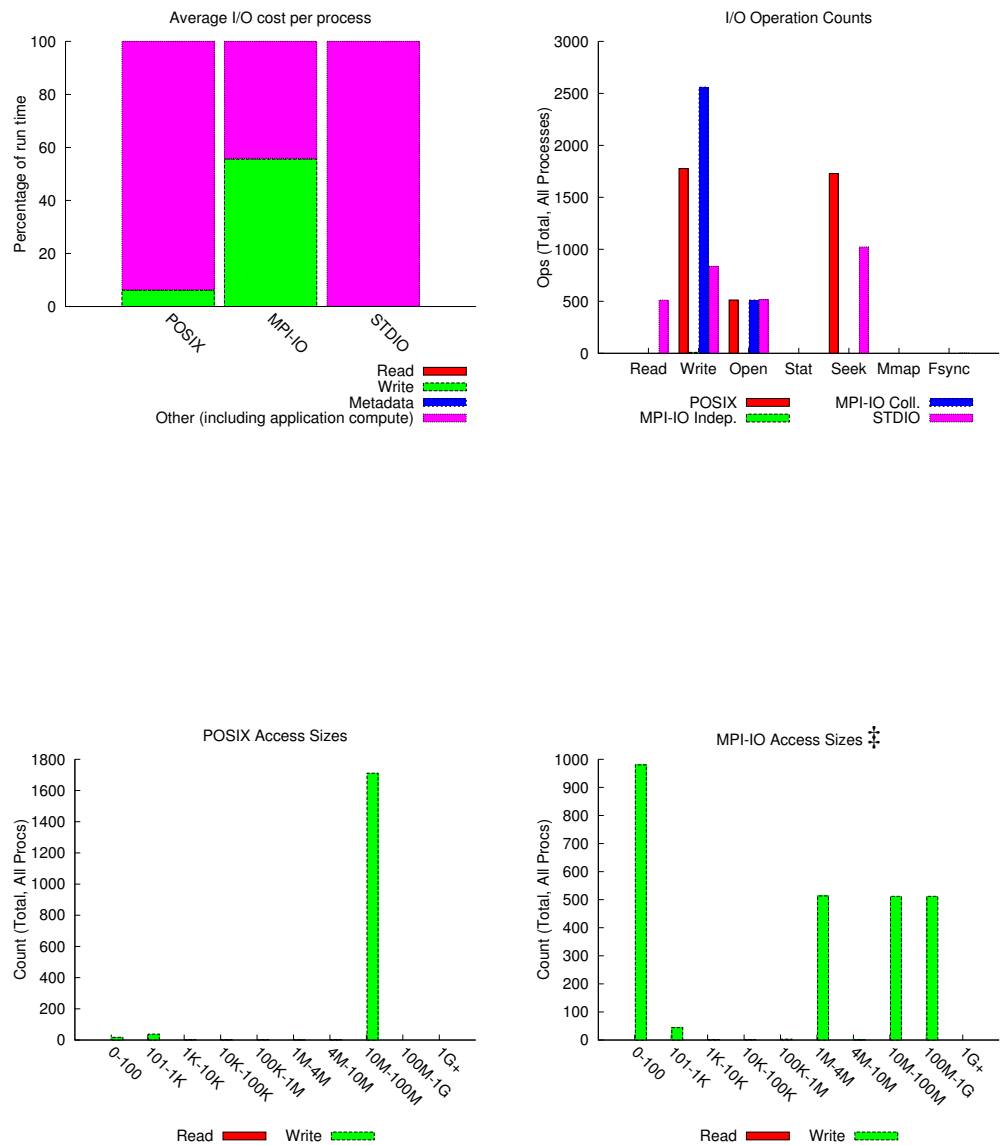 Average I/O cost per process
100
80
60
40
20
0
Percentage of run time
POSIX
MPI-IO
STDIO
Read
Write
Metadata
Other (including application compute)
I/O Operation Counts
3000
2500
2000
1500
1000
500
0
Ops (Total, All Processes)
Read Write Open Stat Seek Mmap Fsync
POSIX
MPI-IO Indep.
MPI-IO Coll.
STDIO
POSIX Access Sizes
1800
1600
1400
1200
1000
800
600
400
200
0
Count (Total, All Procs)
0-100
101-1K
1K-10K
10K-100K
100K-1M
1M-4M
4M-10M
10M-100M
100M-1G
1G+
Read Write
MPI-IO Access Sizes ‡
1000
900
800
700
600
500
400
300
200
100
0
Count (Total, All Procs)
0-100
101-1K
1K-10K
10K-100K
100K-1M
1M-4M
4M-10M
10M-100M
100M-1G
1G+
Read Write